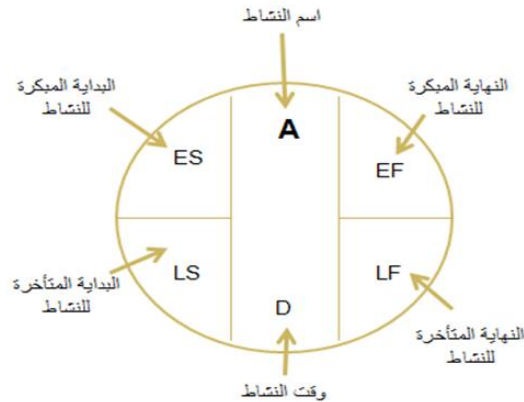 اسم النشاط
البداية المبكرة
للنشاط
النهاية المبكرة
للنشاط
A
ES
EF
LS
LF
D
البداية المتأخرة
للنشاط
النهاية المتأخرة
للنشاط
وقت النشاط